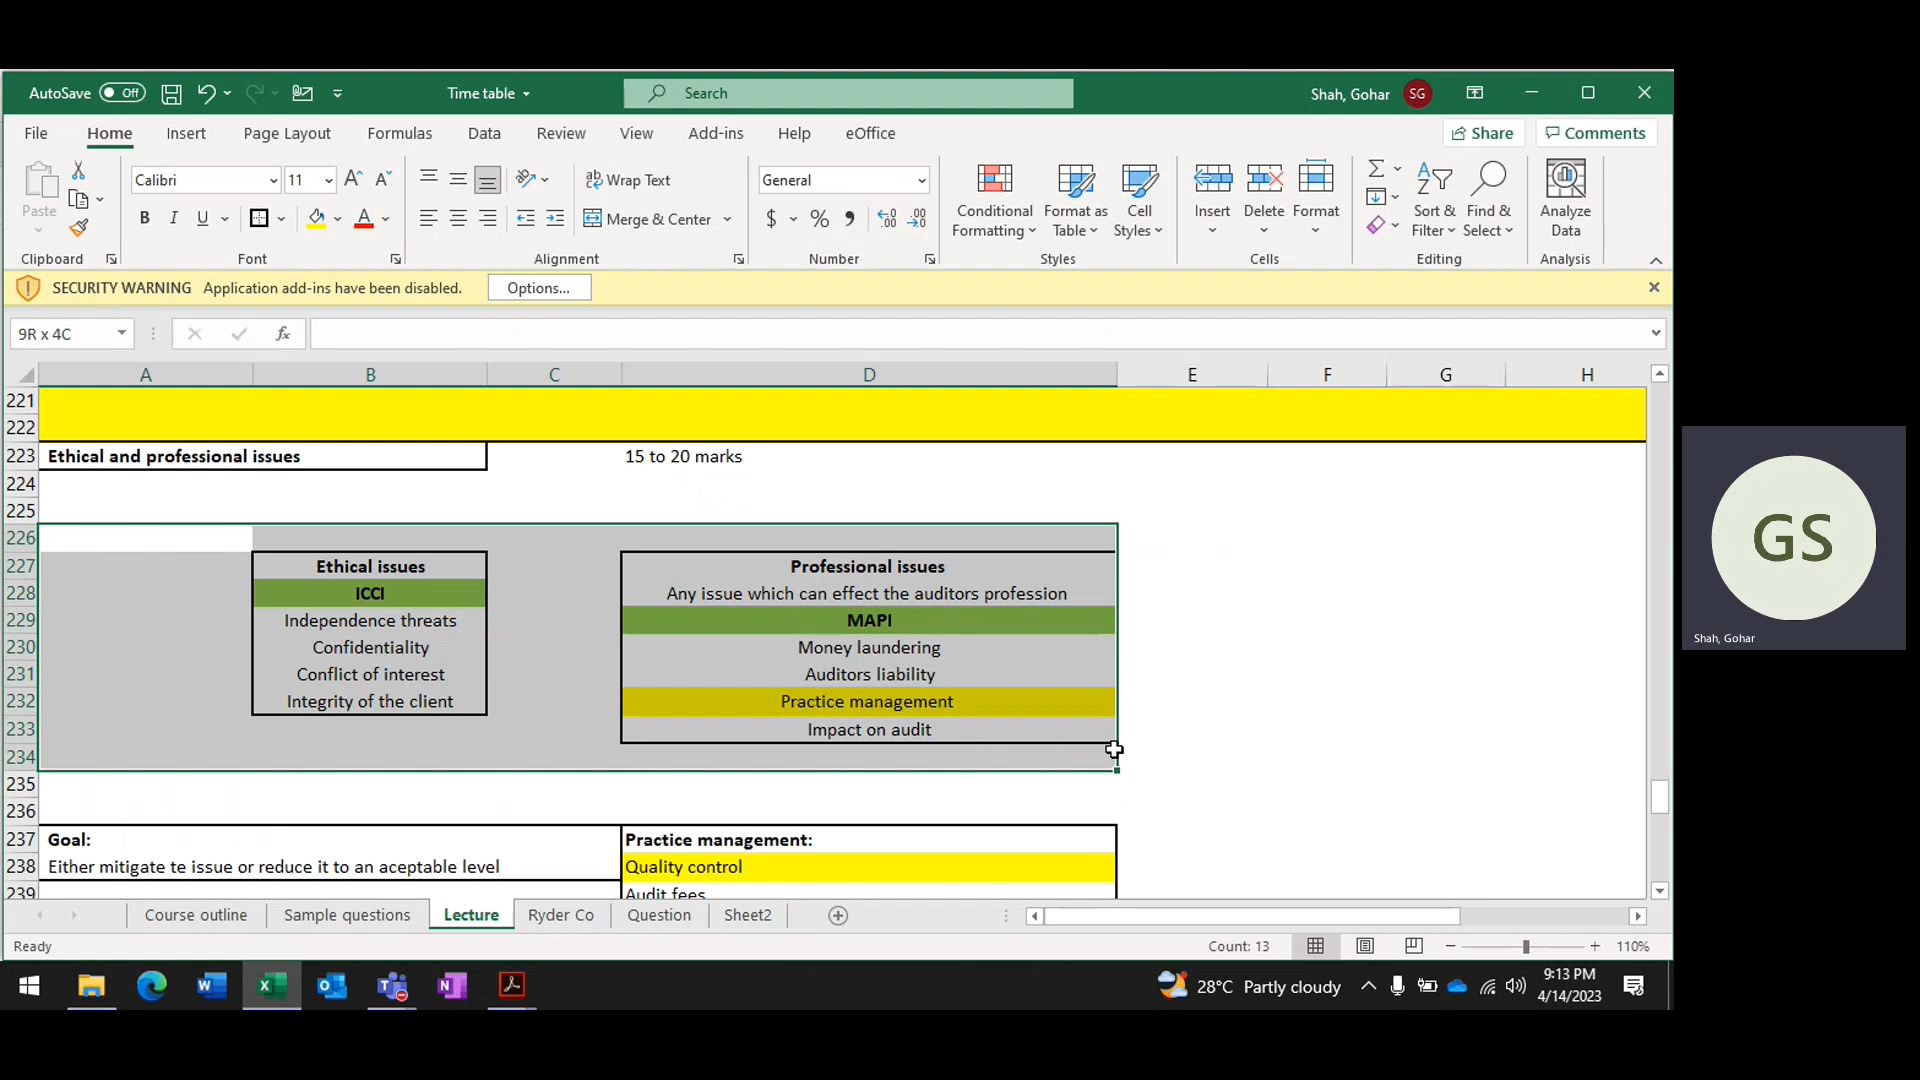 AutoSave Off Time table Search Shah, Gohar SG
File Home Insert Page Layout Formulas Data Review View Add-ins Help eOffice Share Comments
Paste Calibri 11 Wrap Text General Conditional Formatting Format as Table Cell Styles Insert Delete Format Sort & Filter Find & Select Analyze Data
B I U A Merge & Center $ %
Clipboard Font Alignment Number Styles Cells Editing Analysis
SECURITY WARNING Application add-ins have been disabled. Options...
9R x 4C fx
A B C D E F G H
221
222
223 Ethical and professional issues 15 to 20 marks
224
225
226
227 Ethical issues Professional issues
228 ICCI Any issue which can effect the auditors profession
229 Independence threats MAPI
230 Confidentiality Money laundering
231 Conflict of interest Auditors liability
232 Integrity of the client Practice management
233 Impact on audit
234
235
236
237 Goal: Practice management:
238 Either mitigate te issue or reduce it to an aceptable level Quality control
239 Audit fees
Course outline Sample questions Lecture Ryder Co Question Sheet2
Ready Count: 13 110%
28°C Partly cloudy 9:13 PM
4/14/2023
GS
Shah, Gohar